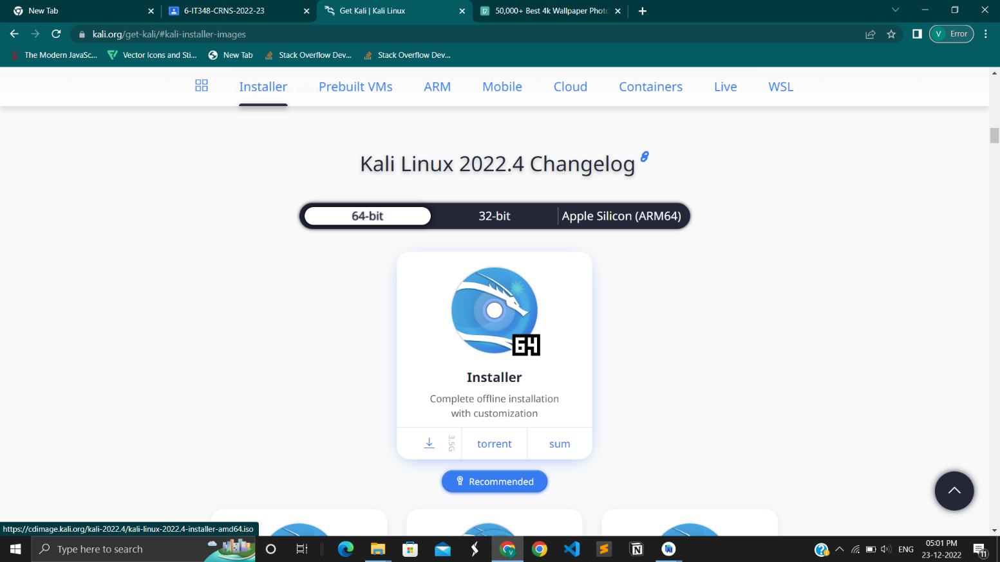 New Tab
6-IT348-CRNS-2022-23
Get Kali | Kali Linux
50,000+ Best 4k Wallpaper Photo
kali.org/get-kali/#kali-installer-images
V Error
The Modern JavaSc...
Vector Icons and Sti...
New Tab
Stack Overflow Dev...
Stack Overflow Dev...
Installer
Prebuilt VMs
ARM
Mobile
Cloud
Containers
Live
WSL
Kali Linux 2022.4 Changelog
64-bit
32-bit
Apple Silicon (ARM64)
64
Installer
Complete offline installation
with customization
3.5G
torrent
sum
Recommended
https://cdimage.kali.org/kali-2022.4/kali-linux-2022.4-installer-amd64.iso
Type here to search
ENG
05:01 PM
23-12-2022
11